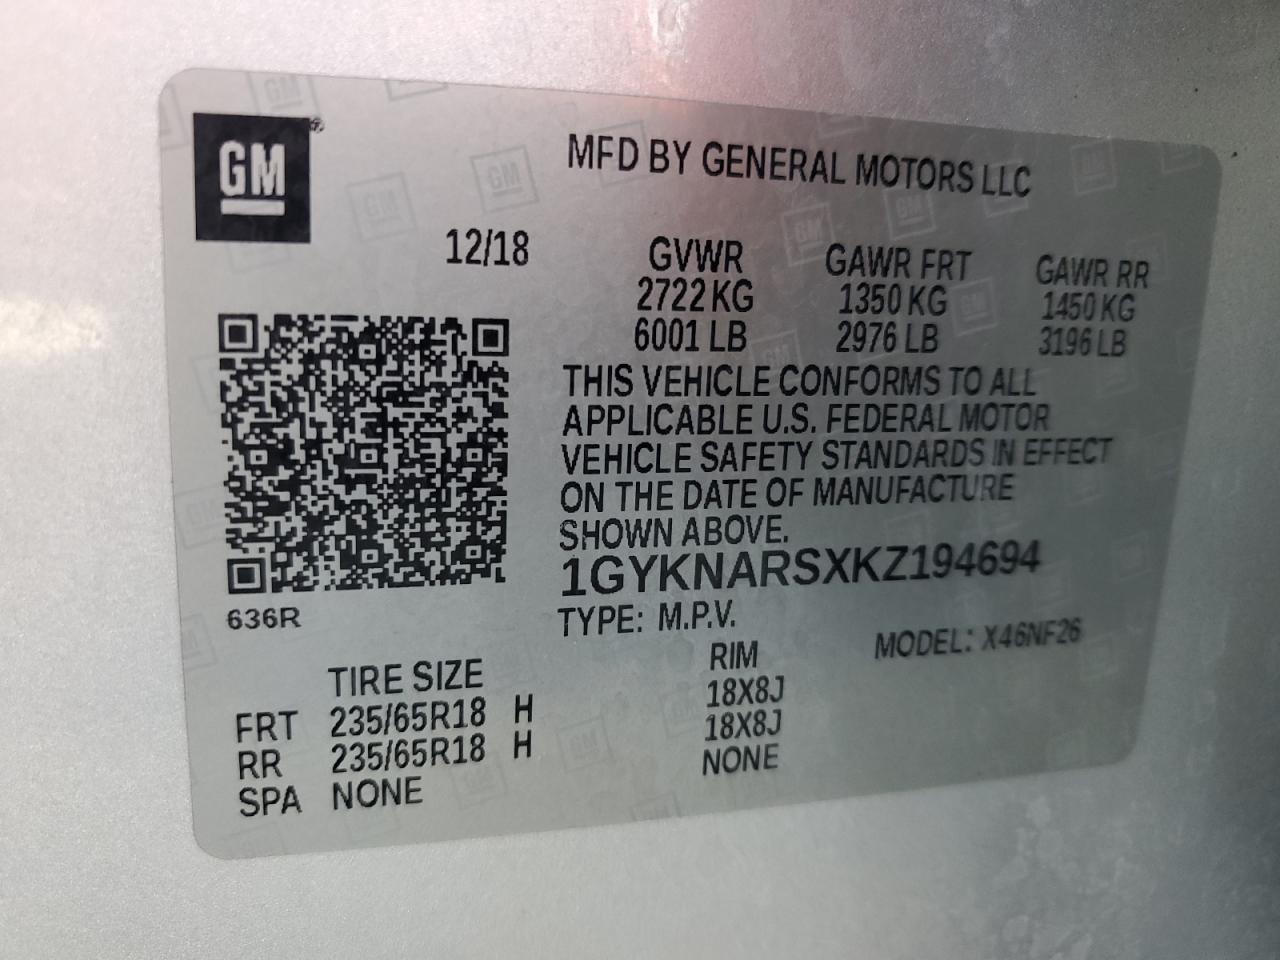 GM
MFD BY GENERAL MOTORS LLC
12/18 GVWR GAWR FRT GAWR RR
2722 KG 1350 KG 1450 KG
6001 LB 2976 LB 3196 LB
THIS VEHICLE CONFORMS TO ALL
APPLICABLE U.S. FEDERAL MOTOR
VEHICLE SAFETY STANDARDS IN EFFECT
ON THE DATE OF MANUFACTURE
SHOWN ABOVE.
1GYKNARSXKZ194694
636R
TYPE: M.P.V. MODEL: X46NF26
TIRE SIZE RIM
FRT 235/65R18 H 18X8J
RR 235/65R18 H 18X8J
SPA NONE NONE